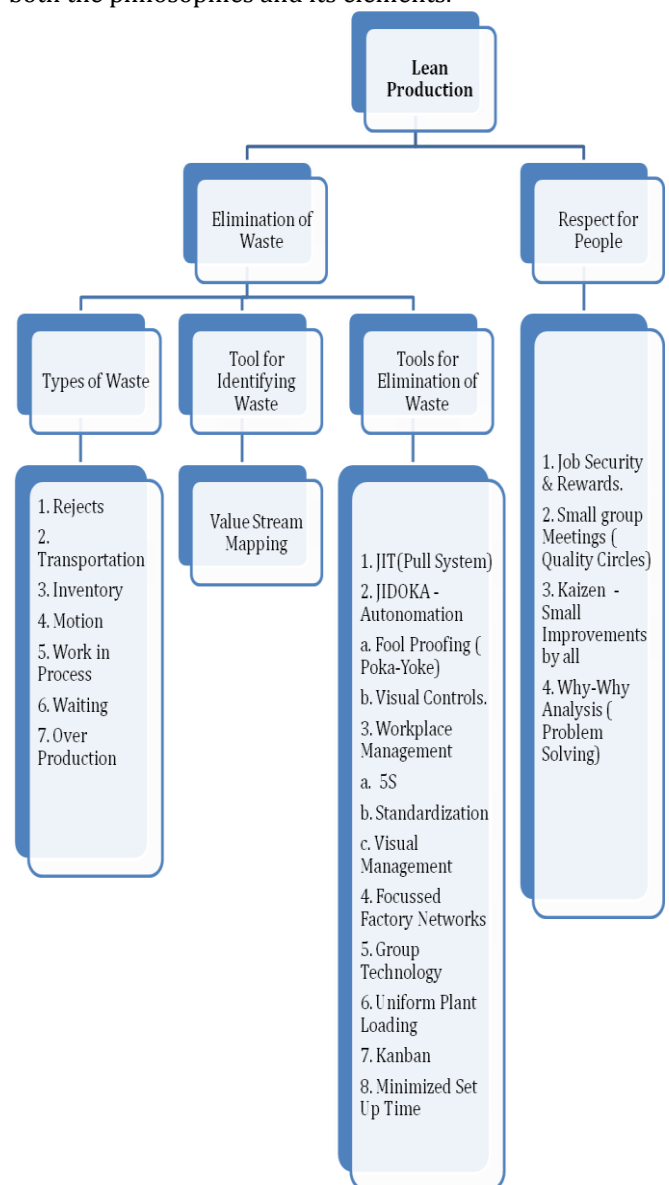 both the philosophies and its elements.
Lean
Production
Elimination of
Waste
Respect for
People
Types of Waste
Tool for
Identifying
Waste
Tools for
Elimination of
Waste
1. Rejects
2.
Transportation
3. Inventory
4. Motion
5. Work in
Process
6. Waiting
7. Over
Production
Value Stream
Mapping
1. JIT(Pull System)
2. JIDOKA -
Autonomation
a. Fool Proofing (
Poka-Yoke)
b. Visual Controls.
3. Workplace
Management
a. 5S
b. Standardization
c. Visual
Management
4. Focussed
Factory Networks
5. Group
Technology
6. Uniform Plant
Loading
7. Kanban
8. Minimized Set
Up Time
1. Job Security
& Rewards.
2. Small group
Meetings (
Quality Circles)
3. Kaizen -
Small
Improvements
by all
4. Why-Why
Analysis (
Problem
Solving)